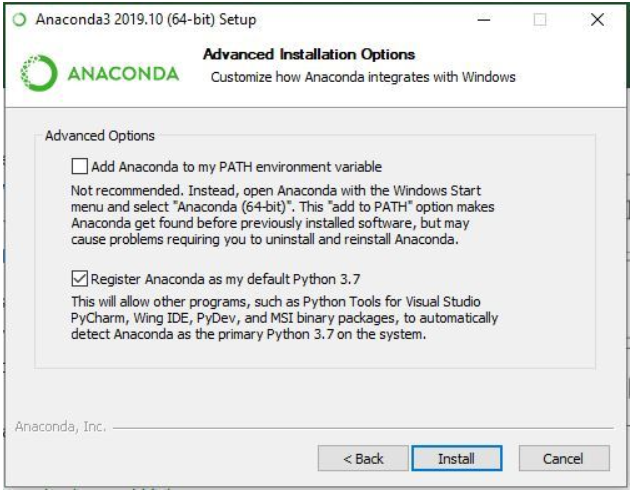 Anaconda3 2019.10 (64-bit) Setup
ANACONDA
Advanced Installation Options
Customize how Anaconda integrates with Windows
Advanced Options
Add Anaconda to my PATH environment variable
Not recommended. Instead, open Anaconda with the Windows Start
menu and select "Anaconda (64-bit)". This "add to PATH" option makes
Anaconda get found before previously installed software, but may
cause problems requiring you to uninstall and reinstall Anaconda.
Register Anaconda as my default Python 3.7
This will allow other programs, such as Python Tools for Visual Studio
PyCharm, Wing IDE, PyDev, and MSI binary packages, to automatically
detect Anaconda as the primary Python 3.7 on the system.
Anaconda, Inc.
< Back
Install
Cancel